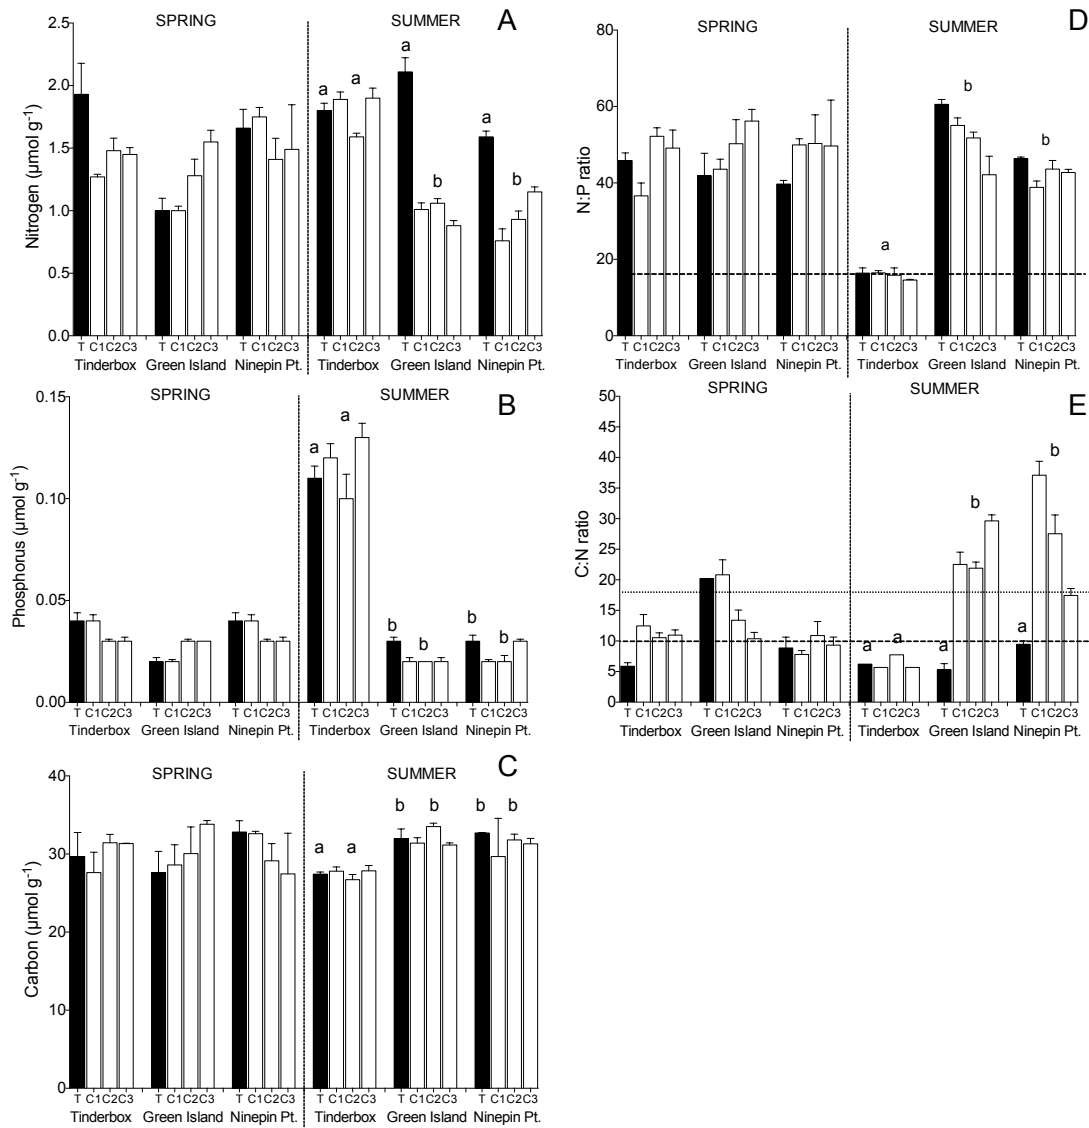 SPRING SUMMER A
Nitrogen (µmol g-1)
2.5
2.0
1.5
1.0
0.5
0.0
a a a a b b
T C1C2C3 T C1C2C3 T C1C2C3 T C1C2C3 T C1C2C3 T C1C2C3
Tinderbox Green Island Ninepin Pt. Tinderbox Green Island Ninepin Pt.
SPRING SUMMER B
Phosphorus (µmol g-1)
0.15
0.10
0.05
0.00
a a b b b b
T C1C2C3 T C1C2C3 T C1C2C3 T C1C2C3 T C1C2C3 T C1C2C3
Tinderbox Green Island Ninepin Pt. Tinderbox Green Island Ninepin Pt.
SPRING SUMMER C
Carbon (µmol g-1)
40
30
20
10
0
a a b b b b
T C1C2C3 T C1C2C3 T C1C2C3 T C1C2C3 T C1C2C3 T C1C2C3
Tinderbox Green Island Ninepin Pt. Tinderbox Green Island Ninepin Pt.
SPRING SUMMER D
N:P ratio
80
60
40
20
0
a b b
T C1C2C3 T C1C2C3 T C1C2C3 T C1C2C3 T C1C2C3 T C1C2C3
Tinderbox Green Island Ninepin Pt. Tinderbox Green Island Ninepin Pt.
SPRING SUMMER E
C:N ratio
50
45
40
35
30
25
20
15
10
5
0
a a a b a b
T C1C2C3 T C1C2C3 T C1C2C3 T C1C2C3 T C1C2C3 T C1C2C3
Tinderbox Green Island Ninepin Pt. Tinderbox Green Island Ninepin Pt.